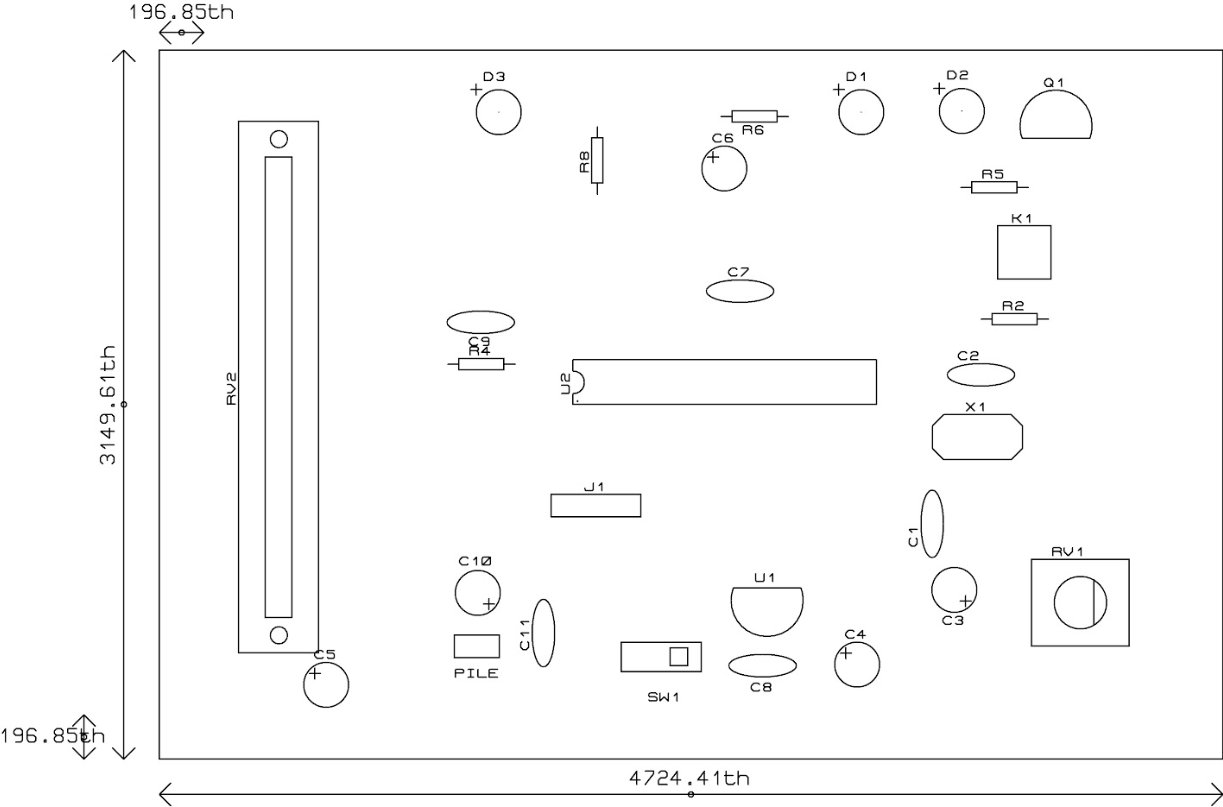 196.85th
D3
D1
D2
Q1
R6
C6
R8
R5
K1
C7
R2
C9
R4
C2
U2
RV2
3149.61th
X1
J1
C1
RV1
C10
U1
C3
C11
C4
C5
PILE
C8
SW1
196.85th
4724.41th